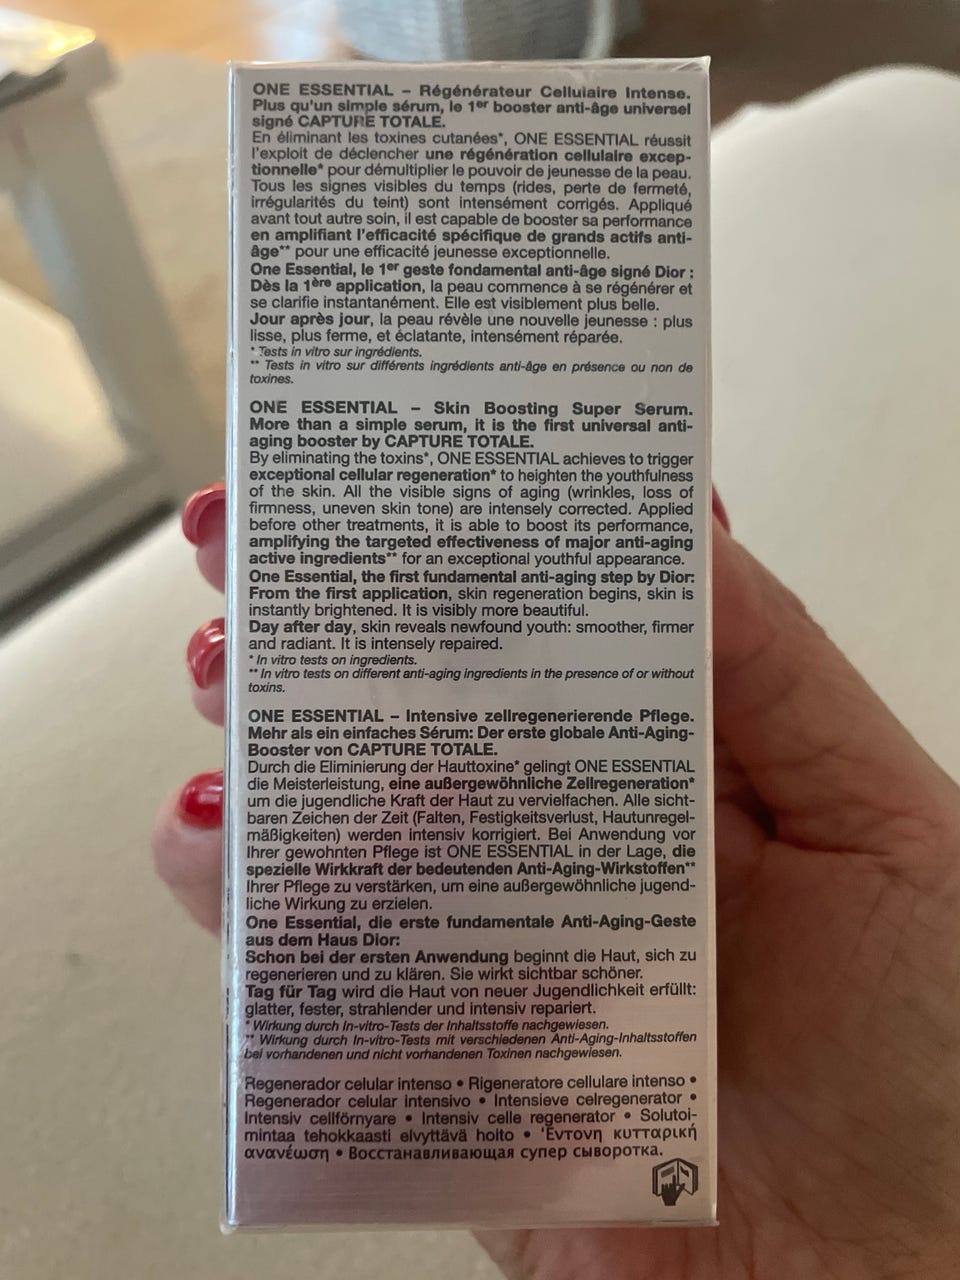 ONE ESSENTIAL – Régénérateur Cellulaire Intense.
Plus qu'un simple sérum, le 1er booster anti-âge universel
signé CAPTURE TOTALE.
En éliminant les toxines cutanées*, ONE ESSENTIAL réussit
l'exploit de déclencher une régénération cellulaire excep-
tionnelle* pour démultiplier le pouvoir de jeunesse de la peau.
Tous les signes visibles du temps (rides, perte de fermeté,
irrégularités du teint) sont intensément corrigés. Appliqué
avant tout autre soin, il est capable de booster sa performance
en amplifiant l'efficacité spécifique de grands actifs anti-
âge** pour une efficacité jeunesse exceptionnelle.
One Essential, le 1er geste fondamental anti-âge signé Dior :
Dès la 1ère application, la peau commence à se régénérer et
se clarifie instantanément. Elle est visiblement plus belle.
Jour après jour, la peau révèle une nouvelle jeunesse : plus
lisse, plus ferme, et éclatante, intensément réparée.
* Tests in vitro sur ingrédients.
** Tests in vitro sur différents ingrédients anti-âge en présence ou non de
toxines.
ONE ESSENTIAL – Skin Boosting Super Serum.
More than a simple serum, it is the first universal anti-
aging booster by CAPTURE TOTALE.
By eliminating the toxins*, ONE ESSENTIAL achieves to trigger
exceptional cellular regeneration* to heighten the youthfulness
of the skin. All the visible signs of aging (wrinkles, loss of
firmness, uneven skin tone) are intensely corrected. Applied
before other treatments, it is able to boost its performance,
amplifying the targeted effectiveness of major anti-aging
active ingredients** for an exceptional youthful appearance.
One Essential, the first fundamental anti-aging step by Dior:
From the first application, skin regeneration begins, skin is
instantly brightened. It is visibly more beautiful.
Day after day, skin reveals newfound youth: smoother, firmer
and radiant. It is intensely repaired.
* In vitro tests on ingredients.
** In vitro tests on different anti-aging ingredients in the presence of or without
toxins.
ONE ESSENTIAL – Intensive zellregenerierende Pflege.
Mehr als ein einfaches Sérum: Der erste globale Anti-Aging-
Booster von CAPTURE TOTALE.
Durch die Eliminierung der Hauttoxine* gelingt ONE ESSENTIAL
die Meisterleistung, eine außergewöhnliche Zellregeneration*
um die jugendliche Kraft der Haut zu vervielfachen. Alle sicht-
baren Zeichen der Zeit (Falten, Festigkeitsverlust, Hautunregel-
mäßigkeiten) werden intensiv korrigiert. Bei Anwendung vor
Ihrer gewohnten Pflege ist ONE ESSENTIAL in der Lage, die
spezielle Wirkkraft der bedeutenden Anti-Aging-Wirkstoffen**
Ihrer Pflege zu verstärken, um eine außergewöhnliche jugend-
liche Wirkung zu erzielen.
One Essential, die erste fundamentale Anti-Aging-Geste
aus dem Haus Dior:
Schon bei der ersten Anwendung beginnt die Haut, sich zu
regenerieren und zu klären. Sie wirkt sichtbar schöner.
Tag für Tag wird die Haut von neuer Jugendlichkeit erfüllt:
glatter, fester, strahlender und intensiv repariert.
* Wirkung durch In-vitro-Tests der Inhaltsstoffe nachgewiesen.
** Wirkung durch In-vitro-Tests mit verschiedenen Anti-Aging-Inhaltsstoffen
bei vorhandenen und nicht vorhandenen Toxinen nachgewiesen.
Regenerador celular intenso • Rigeneratore cellulare intenso •
Regenerador celular intensivo • Intensieve celregenerator •
Intensiv cellförnyare • Intensiv celle regenerator • Solutoi-
mintaa tehokkaasti elvyttävä hoito • Έντονη κυτταρική
ανανέωση • Восстанавливающая супер сыворотка.